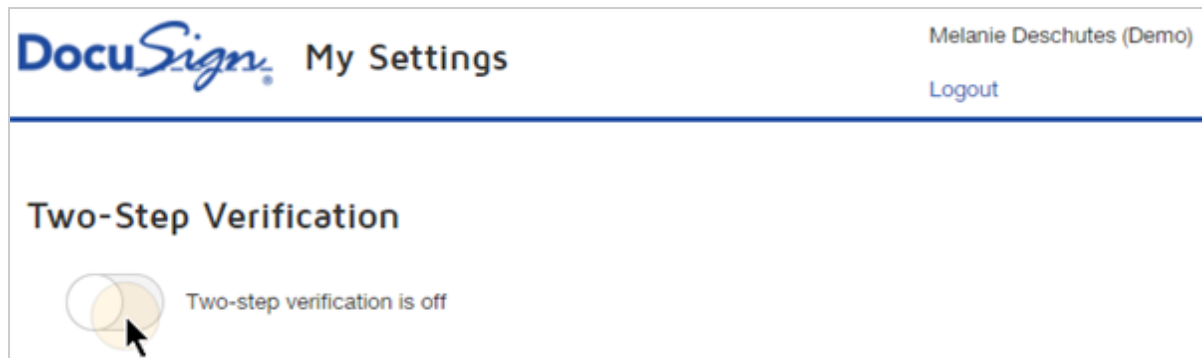 DocuSign® My Settings
Melanie Deschutes (Demo)
Logout
Two-Step Verification
Two-step verification is off